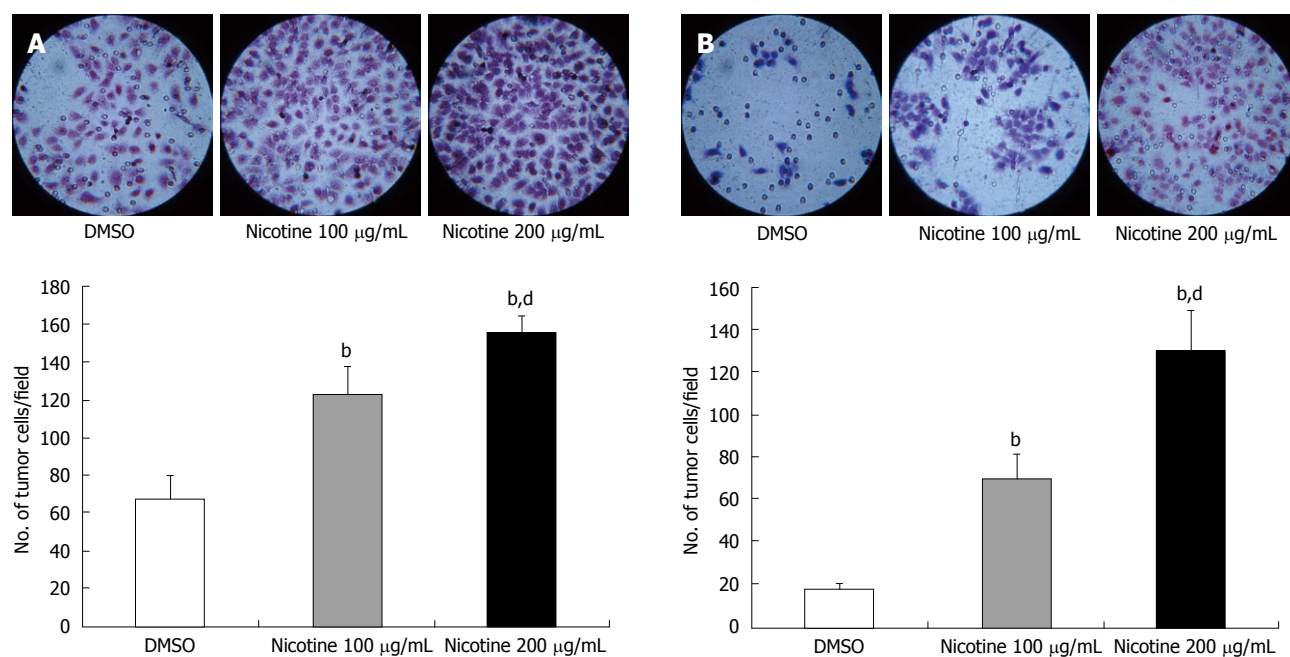 A
DMSO
Nicotine 100 μg/mL
Nicotine 200 μg/mL
No. of tumor cells/field
180
160
140
120
100
80
60
40
20
0
b
b,d
DMSO
Nicotine 100 μg/mL
Nicotine 200 μg/mL
B
DMSO
Nicotine 100 μg/mL
Nicotine 200 μg/mL
No. of tumor cells/field
160
140
120
100
80
60
40
20
0
b
b,d
DMSO
Nicotine 100 μg/mL
Nicotine 200 μg/mL